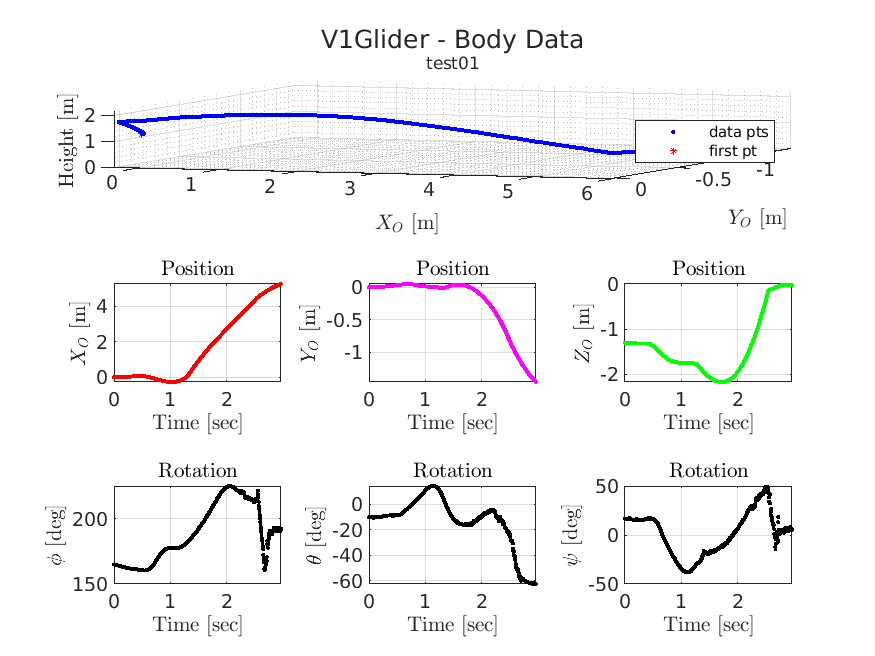 V1Glider - Body Data
test01
Height [m]
2
1
0
0 1 2 3 4 5 6 0 -0.5 -1
X_O [m]
Y_O [m]
data pts
first pt
Position
X_O [m]
4
2
0
0 1 2
Time [sec]
Position
Y_O [m]
0
-0.5
-1
0 1 2
Time [sec]
Position
Z_O [m]
0
-1
-2
0 1 2
Time [sec]
Rotation
ϕ [deg]
200
150
0 1 2
Time [sec]
Rotation
θ [deg]
0
-20
-40
-60
0 1 2
Time [sec]
Rotation
ψ [deg]
50
0
-50
0 1 2
Time [sec]